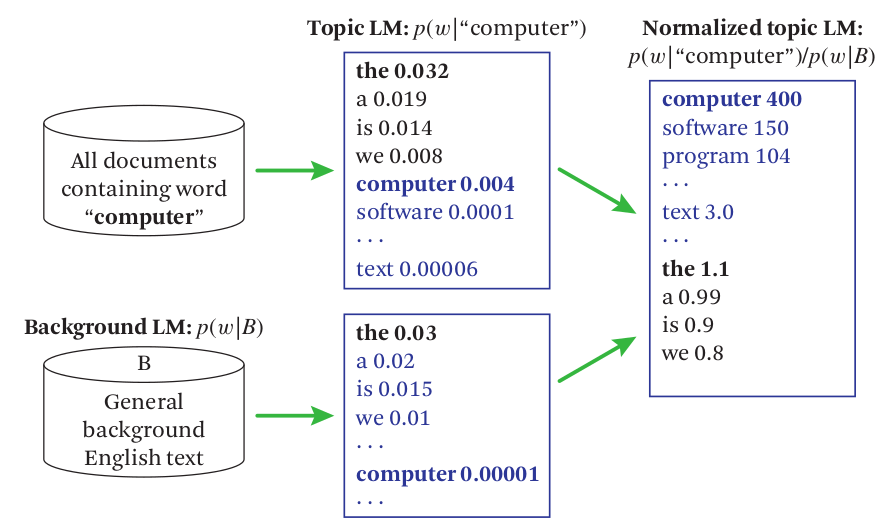 Topic LM: p(w|“computer”)
the 0.032
a 0.019
is 0.014
we 0.008
computer 0.004
software 0.0001
. . .
text 0.00006
Normalized topic LM:
p(w|“computer”)/p(w|B)
computer 400
software 150
program 104
. . .
text 3.0
. . .
the 1.1
a 0.99
is 0.9
we 0.8
All documents
containing word
“computer”
Background LM: p(w|B)
B
General
background
English text
the 0.03
a 0.02
is 0.015
we 0.01
. . .
computer 0.00001
. . .